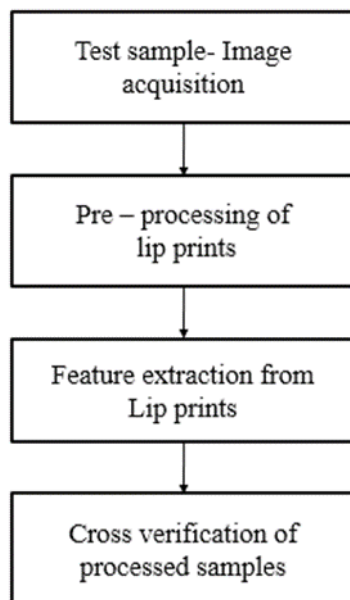 Test sample- Image
acquisition
Pre – processing of
lip prints
Feature extraction from
Lip prints
Cross verification of
processed samples